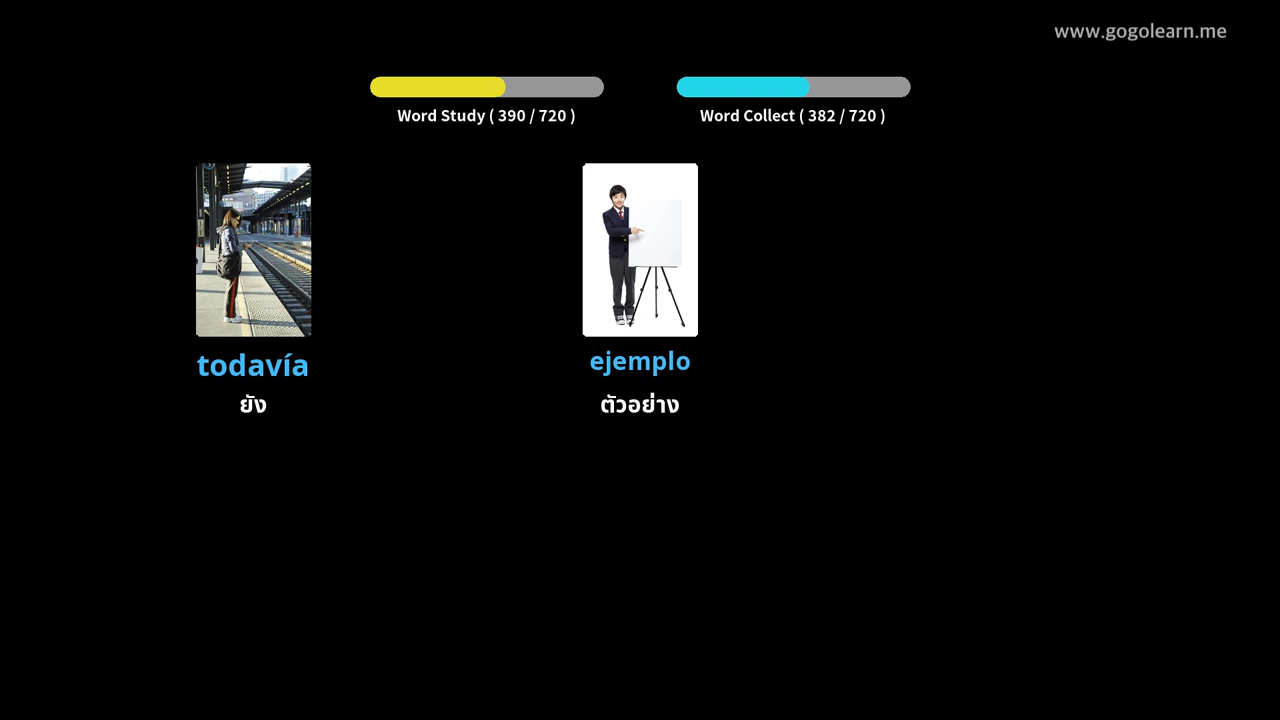 www.gogolearn.me
Word Study ( 390 / 720 )
Word Collect ( 382 / 720 )
todavía
ยัง
ejemplo
ตัวอย่าง